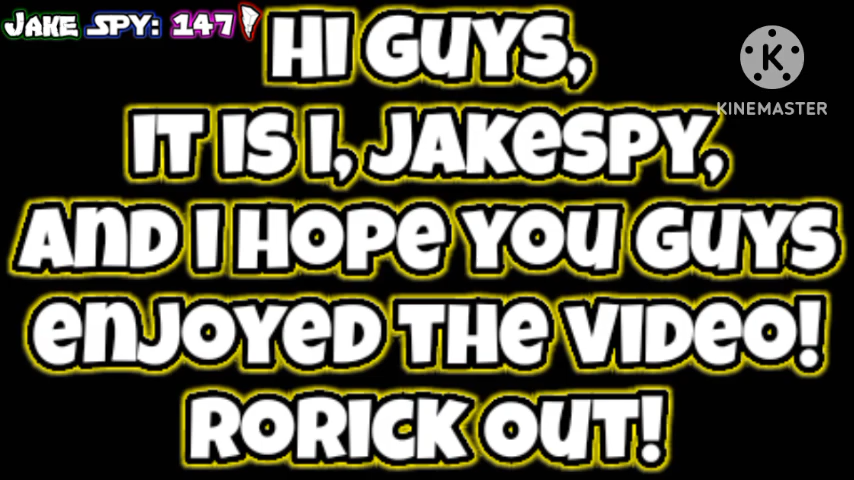 JAKE SPY: 147
HI GUYS,
IT IS I, JAKESPY,
AND I HOPE YOU GUYS
ENJOYED THE VIDEO!
RORICK OUT!
K
KINEMASTER